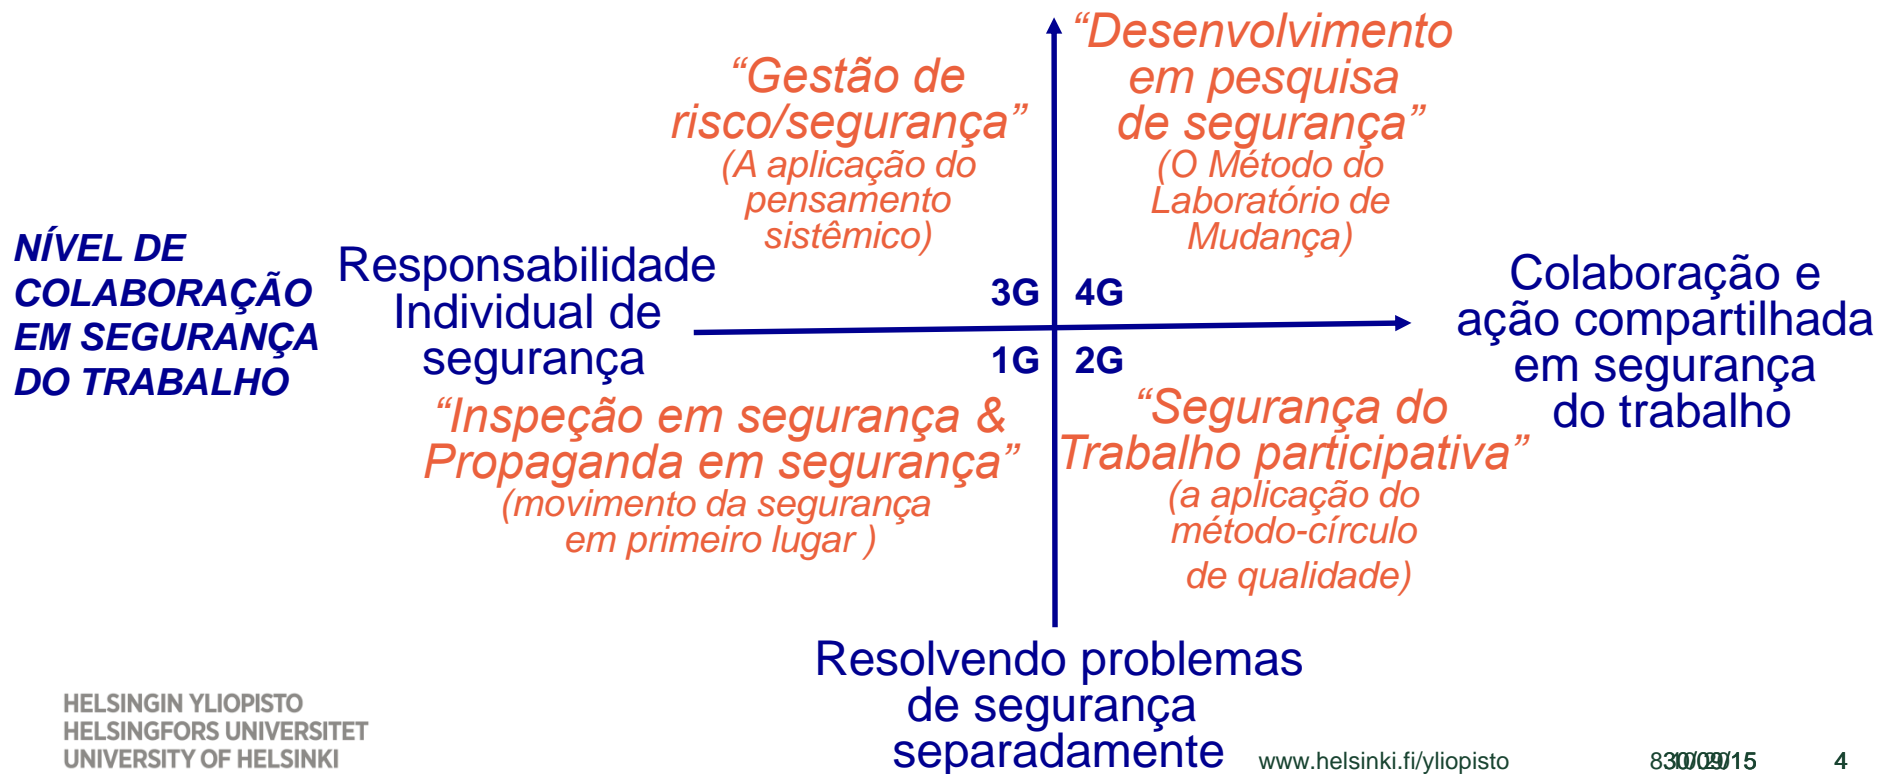 “Desenvolvimento
em pesquisa
de segurança”
(O Método do
Laboratório de
Mudança)
“Gestão de
risco/segurança”
(A aplicação do
pensamento
sistêmico)
NÍVEL DE
COLABORAÇÃO
EM SEGURANÇA
DO TRABALHO
Responsabilidade
Individual de
segurança
3G
4G
1G
2G
Colaboração e
ação compartilhada
em segurança
do trabalho
“Inspeção em segurança &
Propaganda em segurança”
(movimento da segurança
em primeiro lugar )
“Segurança do
Trabalho participativa”
(a aplicação do
método-círculo
de qualidade)
Resolvendo problemas
de segurança
separadamente
HELSINGIN YLIOPISTO
HELSINGFORS UNIVERSITET
UNIVERSITY OF HELSINKI
www.helsinki.fi/yliopisto
4